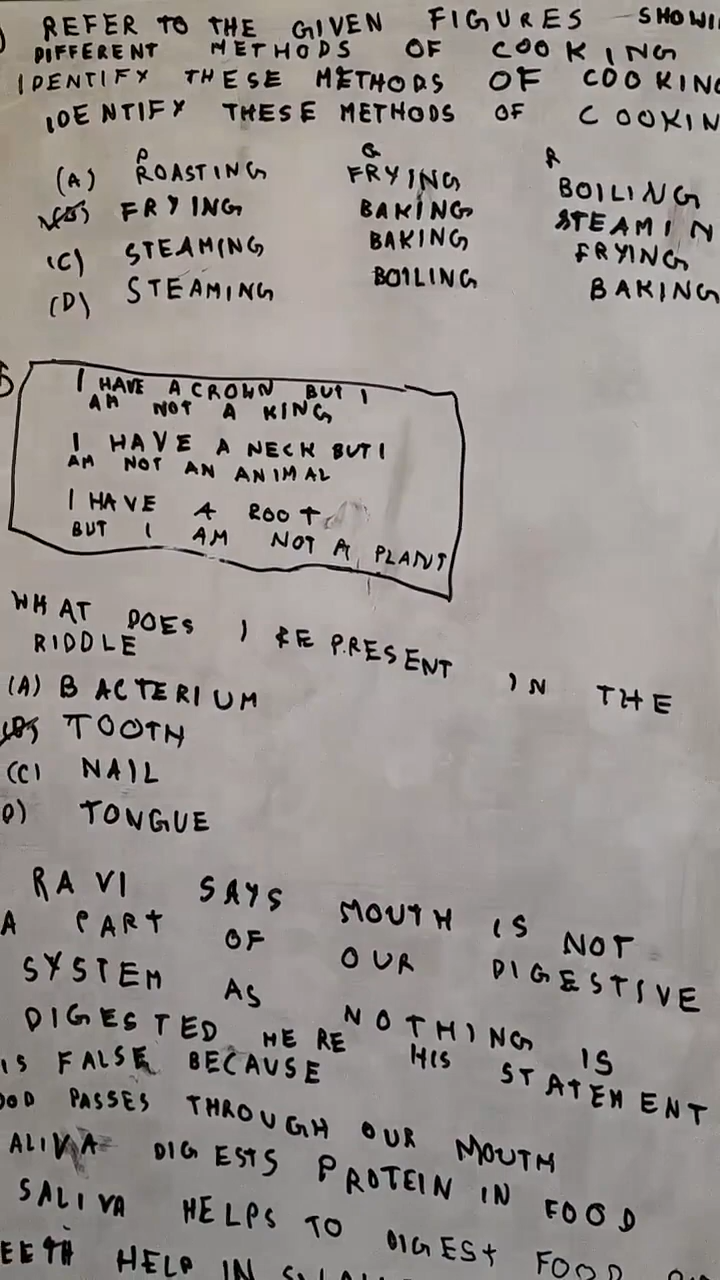 REFER TO THE GIVEN FIGURES SHOWI
DIFFERENT METHODS OF COOKING
IDENTIFY THESE METHODS OF COOKING
IDENTIFY THESE METHODS OF COOKIN
P Q R
(A) ROASTING FRYING BOILING
(B) FRYING BAKING STEAMIN
(C) STEAMING BAKING FRYING
(D) STEAMING BOILING BAKING
I HAVE A CROWN BUT I
AM NOT A KING
I HAVE A NECK BUT I
AM NOT AN ANIMAL
I HAVE A ROOT
BUT I AM NOT A PLANT
WHAT DOES I REPRESENT IN THE
RIDDLE
(A) BACTERIUM
(B) TOOTH
(C) NAIL
D) TONGUE
RAVI SAYS MOUTH IS NOT
A PART OF OUR DIGESTIVE
SYSTEM AS NOTHING IS
DIGESTED HERE HIS STATEMENT
IS FALSE BECAUSE
OOD PASSES THROUGH OUR MOUTH
ALIVA DIGESTS PROTEIN IN FOOD
SALIVA HELPS TO DIGEST FOOD
EETH HELP IN